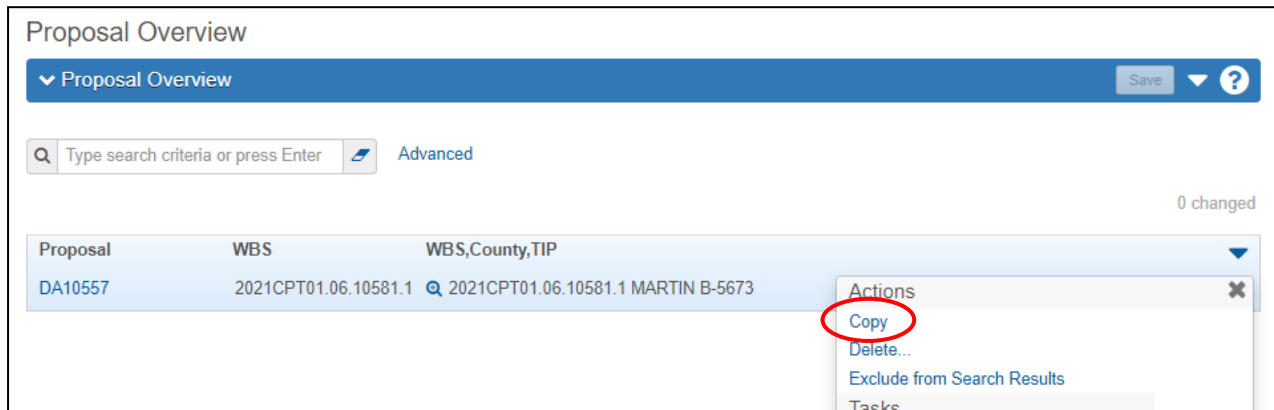 Proposal Overview
Proposal Overview
Save
?
Type search criteria or press Enter
Advanced
0 changed
Proposal WBS WBS,County,TIP
DA10557 2021CPT01.06.10581.1 2021CPT01.06.10581.1 MARTIN B-5673
Actions
Copy
Delete...
Exclude from Search Results
Tasks